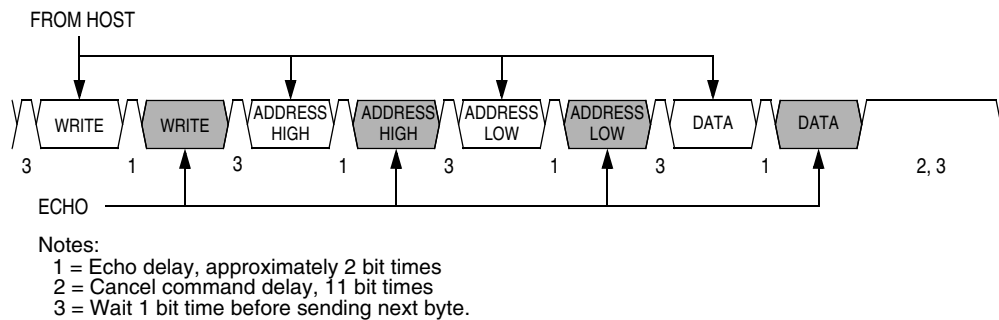 FROM HOST
WRITE
WRITE
ADDRESS
HIGH
ADDRESS
HIGH
ADDRESS
LOW
ADDRESS
LOW
DATA
DATA
3 1 3 1 3 1 3 1 2, 3
ECHO
Notes:
1 = Echo delay, approximately 2 bit times
2 = Cancel command delay, 11 bit times
3 = Wait 1 bit time before sending next byte.